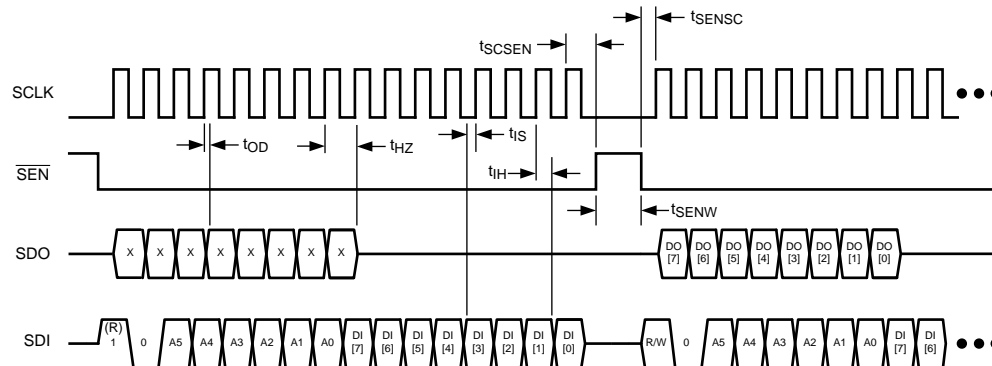 tSENSC
tSCSEN
SCLK
tOD
tHZ
tIS
SEN
tIH
tSENW
SDO X X X X X X X X DO[7] DO[6] DO[5] DO[4] DO[3] DO[2] DO[1] DO[0]
SDI (R) 1 0 A5 A4 A3 A2 A1 A0 DI[7] DI[6] DI[5] DI[4] DI[3] DI[2] DI[1] DI[0] R/W 0 A5 A4 A3 A2 A1 A0 DI[7] DI[6]